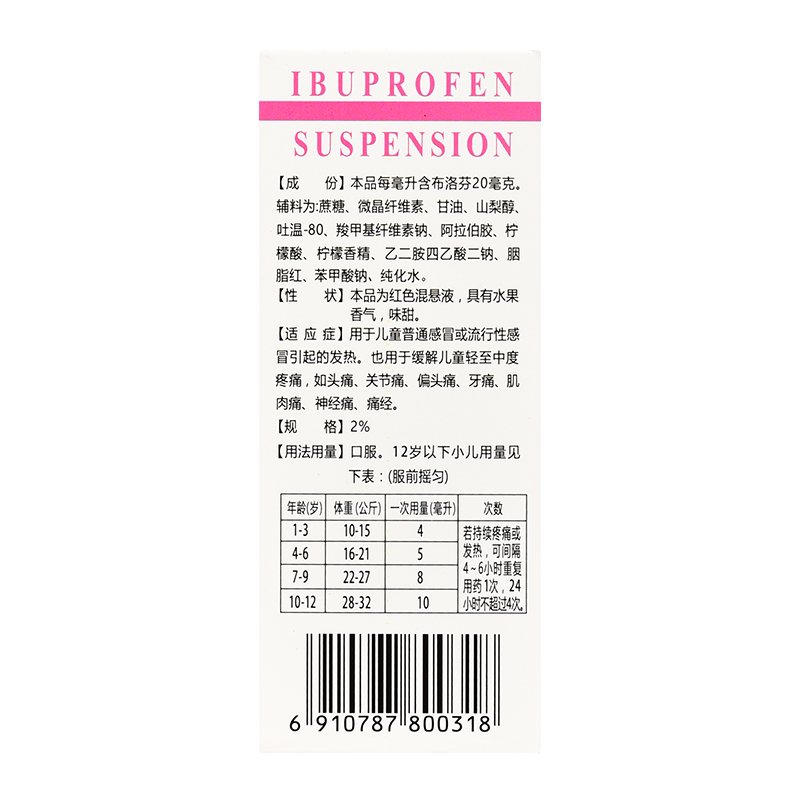 IBUPROFEN
SUSPENSION
【成　份】本品每毫升含布洛芬20毫克。
辅料为:蔗糖、微晶纤维素、甘油、山梨醇、
吐温-80、羧甲基纤维素钠、阿拉伯胶、柠
檬酸、柠檬香精、乙二胺四乙酸二钠、胭
脂红、苯甲酸钠、纯化水。
【性　状】本品为红色混悬液，具有水果
香气，味甜。
【适应症】用于儿童普通感冒或流行性感
冒引起的发热。也用于缓解儿童轻至中度
疼痛，如头痛、关节痛、偏头痛、牙痛、肌
肉痛、神经痛、痛经。
【规　格】2%
【用法用量】口服。12岁以下小儿用量见
下表：(服前摇匀)
年龄(岁) 体重(公斤) 一次用量(毫升) 次数
1-3 10-15 4
4-6 16-21 5
7-9 22-27 8
10-12 28-32 10
若持续疼痛或
发热，可间隔
4~6小时重复
用药1次，24
小时不超过4次。
6 910787 800318